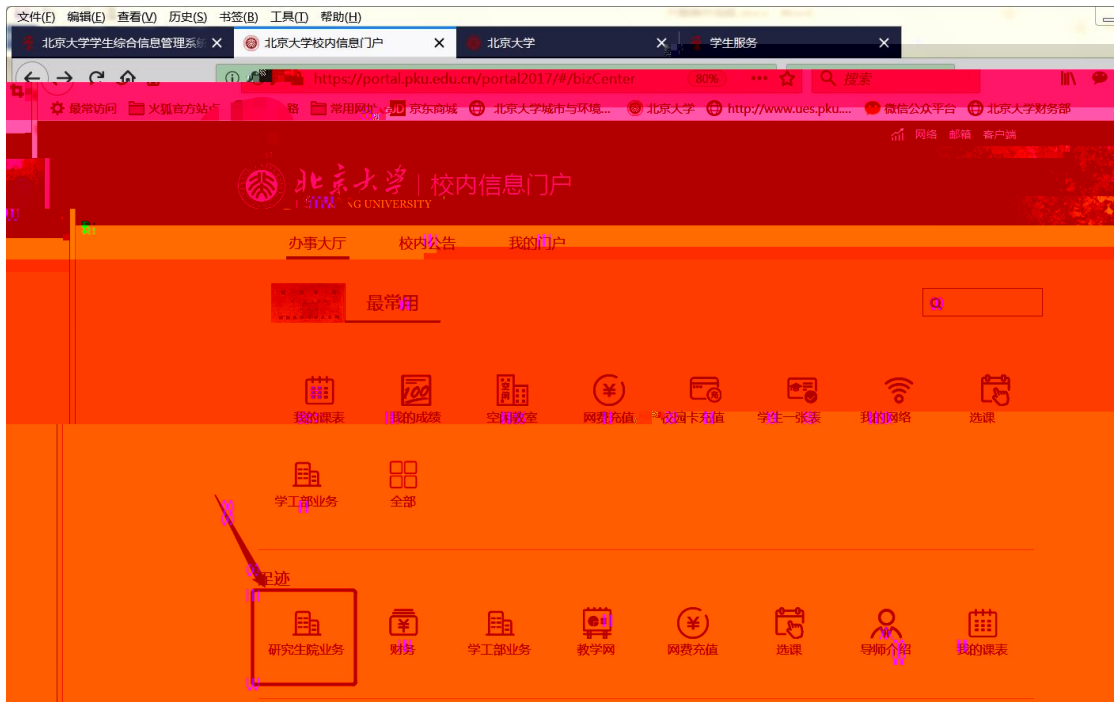 文件(F) 编辑(E) 查看(V) 历史(S) 书签(B) 工具(T) 帮助(H)
北京大学学生综合信息管理系统 北京大学校内信息门户 北京大学 学生服务
https://portal.pku.edu.cn/portal2017/#/bizCenter 80% 搜索
最常访问 火狐官方站点 常用网址 JD 京东商城 北京大学城市与环境... 北京大学 http://www.ues.pku.... 微信公众平台 北京大学财务部
网络 邮箱 客户端
北京大学 校内信息门户
UNIVERSITY
办事大厅 校内公告 我的门户
最常用
我的课表 我的成绩 空闲教室 网费充值 校园卡充值 学生一张表 我的网络 选课
学工部业务 全部
足迹
研究生院业务 财务 学工部业务 教学网 网费充值 选课 导师介绍 我的课表